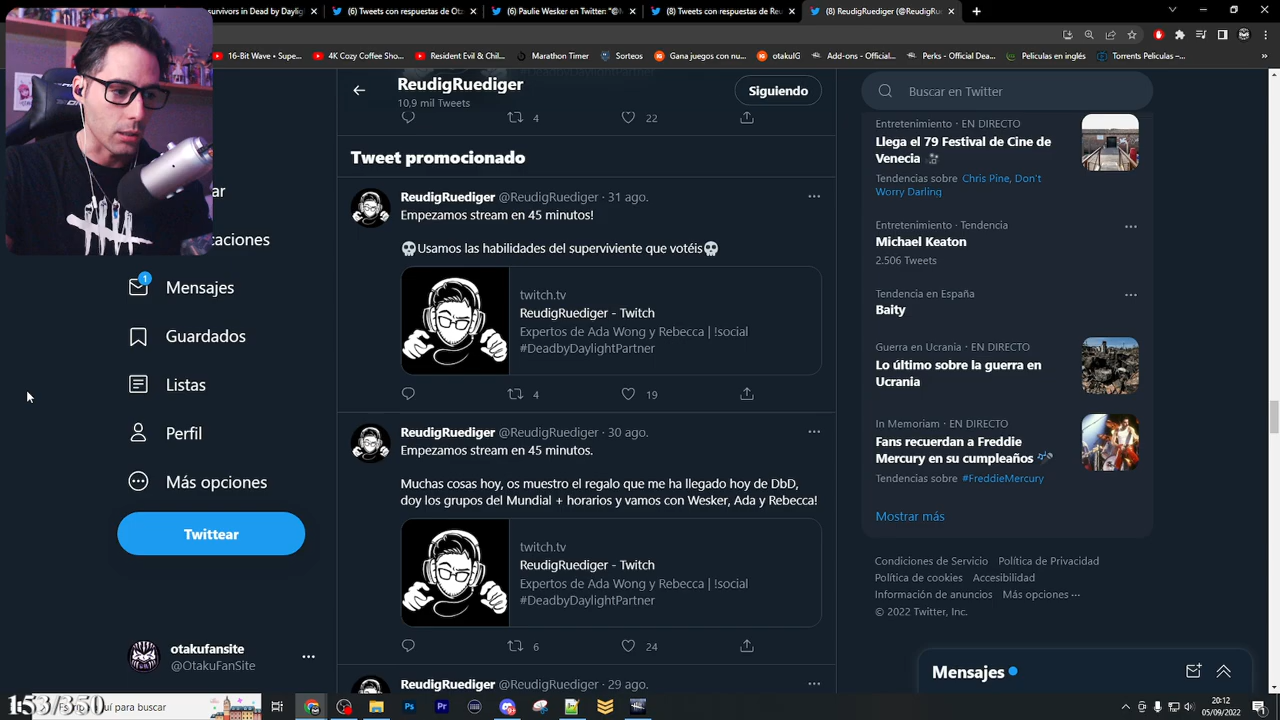 survivors in Dead by Daylig
(6) Tweets con respuestas de Ota
(6) Paulie Wes en Twitter: "@
(8) Tweets con respuestas de Re
(8) ReudigRuediger (@ReudigRue
16-Bit Wave • Supe...
4K Cozy Coffee Sho...
Resident Evil & Chil...
Marathon Timer
Sorteos
Gana juegos con nu...
otakulG
Add-ons - Official...
Perks - Official Dea...
Peliculas en inglés
Torrents Peliculas
ReudigRuediger
10,9 mil Tweets
Siguiendo
Buscar en Twitter
4
22
Tweet promocionado
ReudigRuediger @ReudigRuediger · 31 ago.
Empezamos stream en 45 minutos!
Usamos las habilidades del superviviente que votéis
twitch.tv
ReudigRuediger - Twitch
Expertos de Ada Wong y Rebecca | !social
#DeadbyDaylightPartner
4
19
ReudigRuediger @ReudigRuediger · 30 ago.
Empezamos stream en 45 minutos.
Muchas cosas hoy, os muestro el regalo que me ha llegado hoy de DbD,
doy los grupos del Mundial + horarios y vamos con Wesker, Ada y Rebecca!
twitch.tv
ReudigRuediger - Twitch
Expertos de Ada Wong y Rebecca | !social
#DeadbyDaylightPartner
6
24
ReudigRuediger @ReudigRuediger · 29 ago.
ar
caciones
1
Mensajes
Guardados
Listas
Perfil
Más opciones
Twittear
otakufansite
@OtakuFanSite
Entretenimiento · EN DIRECTO
Llega el 79 Festival de Cine de
Venecia
Tendencias sobre Chris Pine, Don't
Worry Darling
Entretenimiento · Tendencia
Michael Keaton
2.506 Tweets
Tendencia en España
Baity
Guerra en Ucrania · EN DIRECTO
Lo último sobre la guerra en
Ucrania
In Memoriam · EN DIRECTO
Fans recuerdan a Freddie
Mercury en su cumpleaños
Tendencias sobre #FreddieMercury
Mostrar más
Condiciones de Servicio Política de Privacidad
Política de cookies Accesibilidad
Información de anuncios Más opciones
© 2022 Twitter, Inc.
Mensajes
153/350
quí para buscar
20:12
05/09/2022